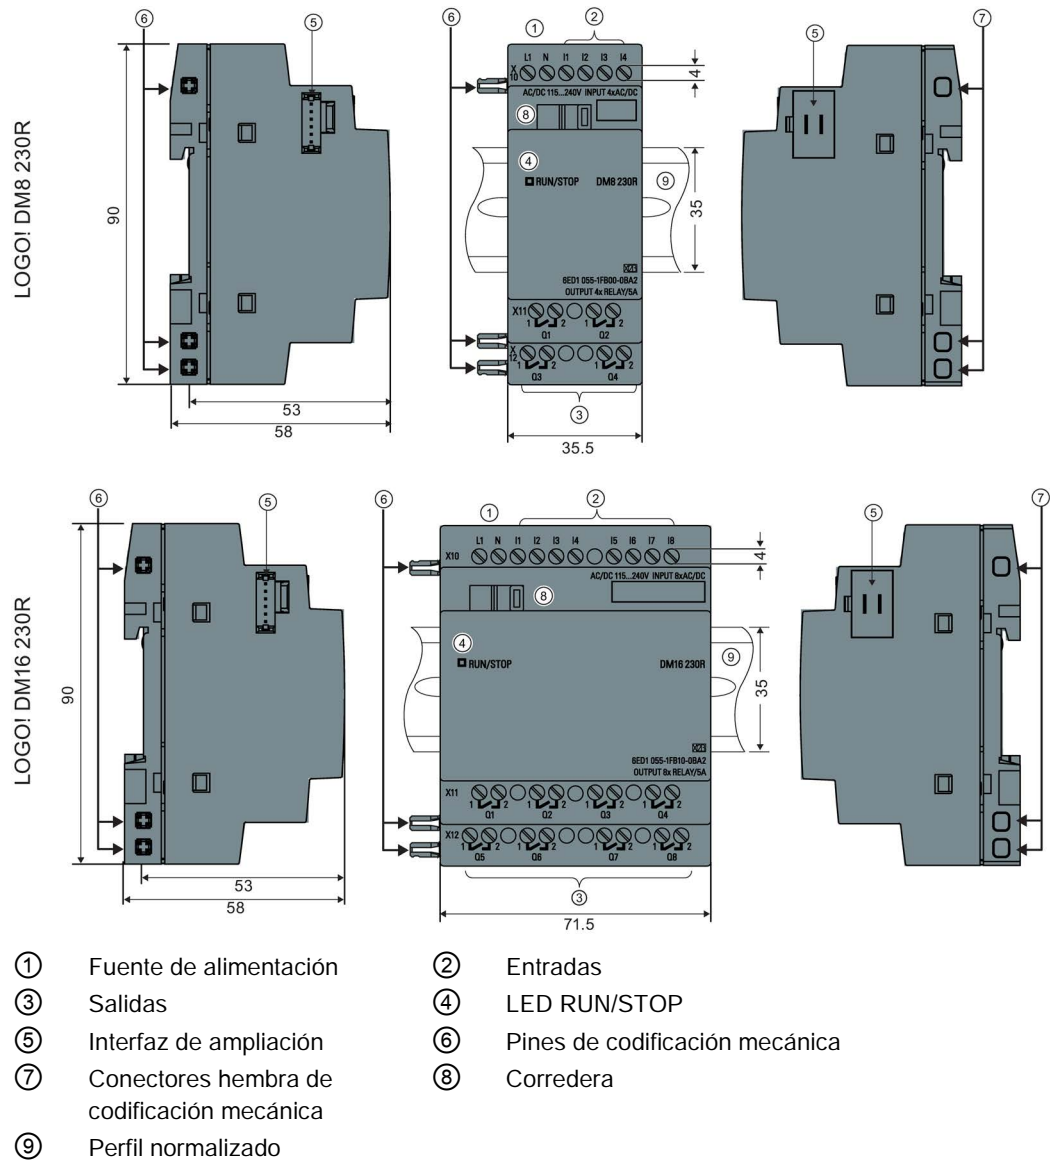 ⑥ ⑤ ⑥ ① ② ⑤ ⑦
LOGO! DM8 230R
90
53
58
L1 N I1 I2 I3 I4
X
10
4
AC/DC 115...240V INPUT 4xAC/DC
⑧
④
RUN/STOP DM8 230R
⑨
35
X2
6ED1 055-1FB00-0BA2
OUTPUT 4x RELAY/5A
X11
1 2 1 2
Q1 Q2
X
12
1 2 1 2
Q3 Q4
③
35.5
⑥ ⑤ ⑥ ① ② ⑤ ⑦
LOGO! DM16 230R
90
53
58
L1 N I1 I2 I3 I4 I5 I6 I7 I8
X10
4
AC/DC 115...240V INPUT 8xAC/DC
⑧
④
RUN/STOP DM16 230R
⑨
35
X2
6ED1 055-1FB10-0BA2
OUTPUT 8x RELAY/5A
X11
1 2 1 2 1 2 1 2
Q1 Q2 Q3 Q4
X12
1 2 1 2 1 2 1 2
Q5 Q6 Q7 Q8
③
71.5
① Fuente de alimentación ② Entradas
③ Salidas ④ LED RUN/STOP
⑤ Interfaz de ampliación ⑥ Pines de codificación mecánica
⑦ Conectores hembra de ⑧ Corredera
codificación mecánica
⑨ Perfil normalizado